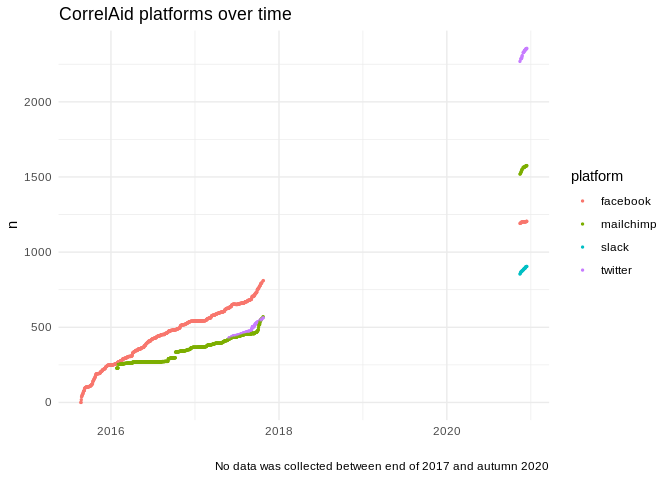 CorrelAid platforms over time
n
2000
1500
1000
500
0
2016
2018
2020
platform
facebook
mailchimp
slack
twitter
No data was collected between end of 2017 and autumn 2020